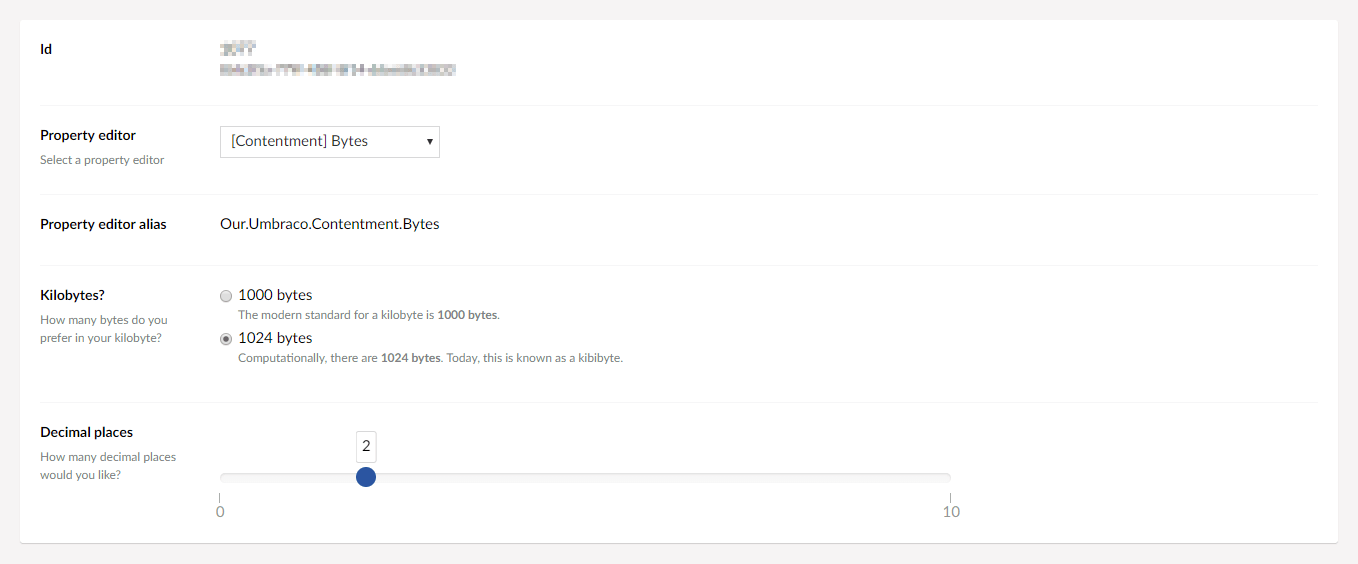 Id
Property editor
Select a property editor
[Contentment] Bytes
Property editor alias
Our.Umbraco.Contentment.Bytes
Kilobytes?
How many bytes do you
prefer in your kilobyte?
1000 bytes
The modern standard for a kilobyte is 1000 bytes.
1024 bytes
Computationally, there are 1024 bytes. Today, this is known as a kibibyte.
Decimal places
How many decimal places
would you like?
2
0
10